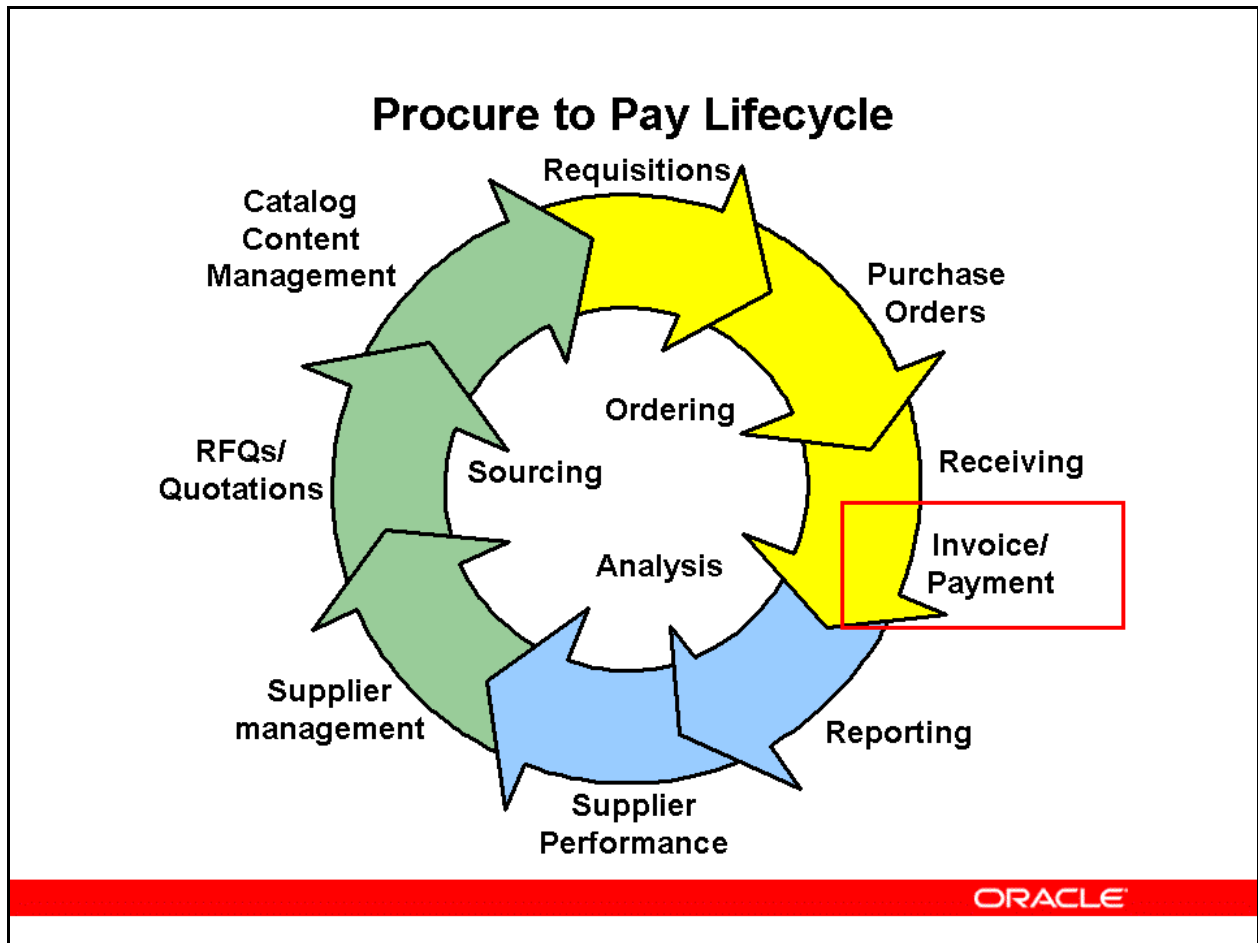 Procure to Pay Lifecycle
Requisitions
Catalog
Content
Management
Purchase
Orders
Ordering
RFQs/
Quotations
Sourcing
Receiving
Analysis
Invoice/
Payment
Supplier
management
Reporting
Supplier
Performance
ORACLE